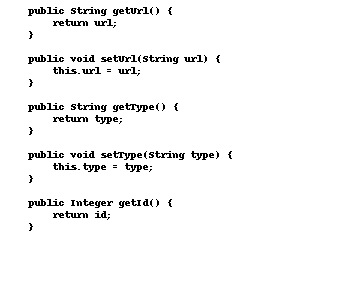 public String getUrl() {
    return url;
}

public void setUrl(String url) {
    this.url = url;
}

public String getType() {
    return type;
}

public void setType(String type) {
    this.type = type;
}

public Integer getId() {
    return id;
}